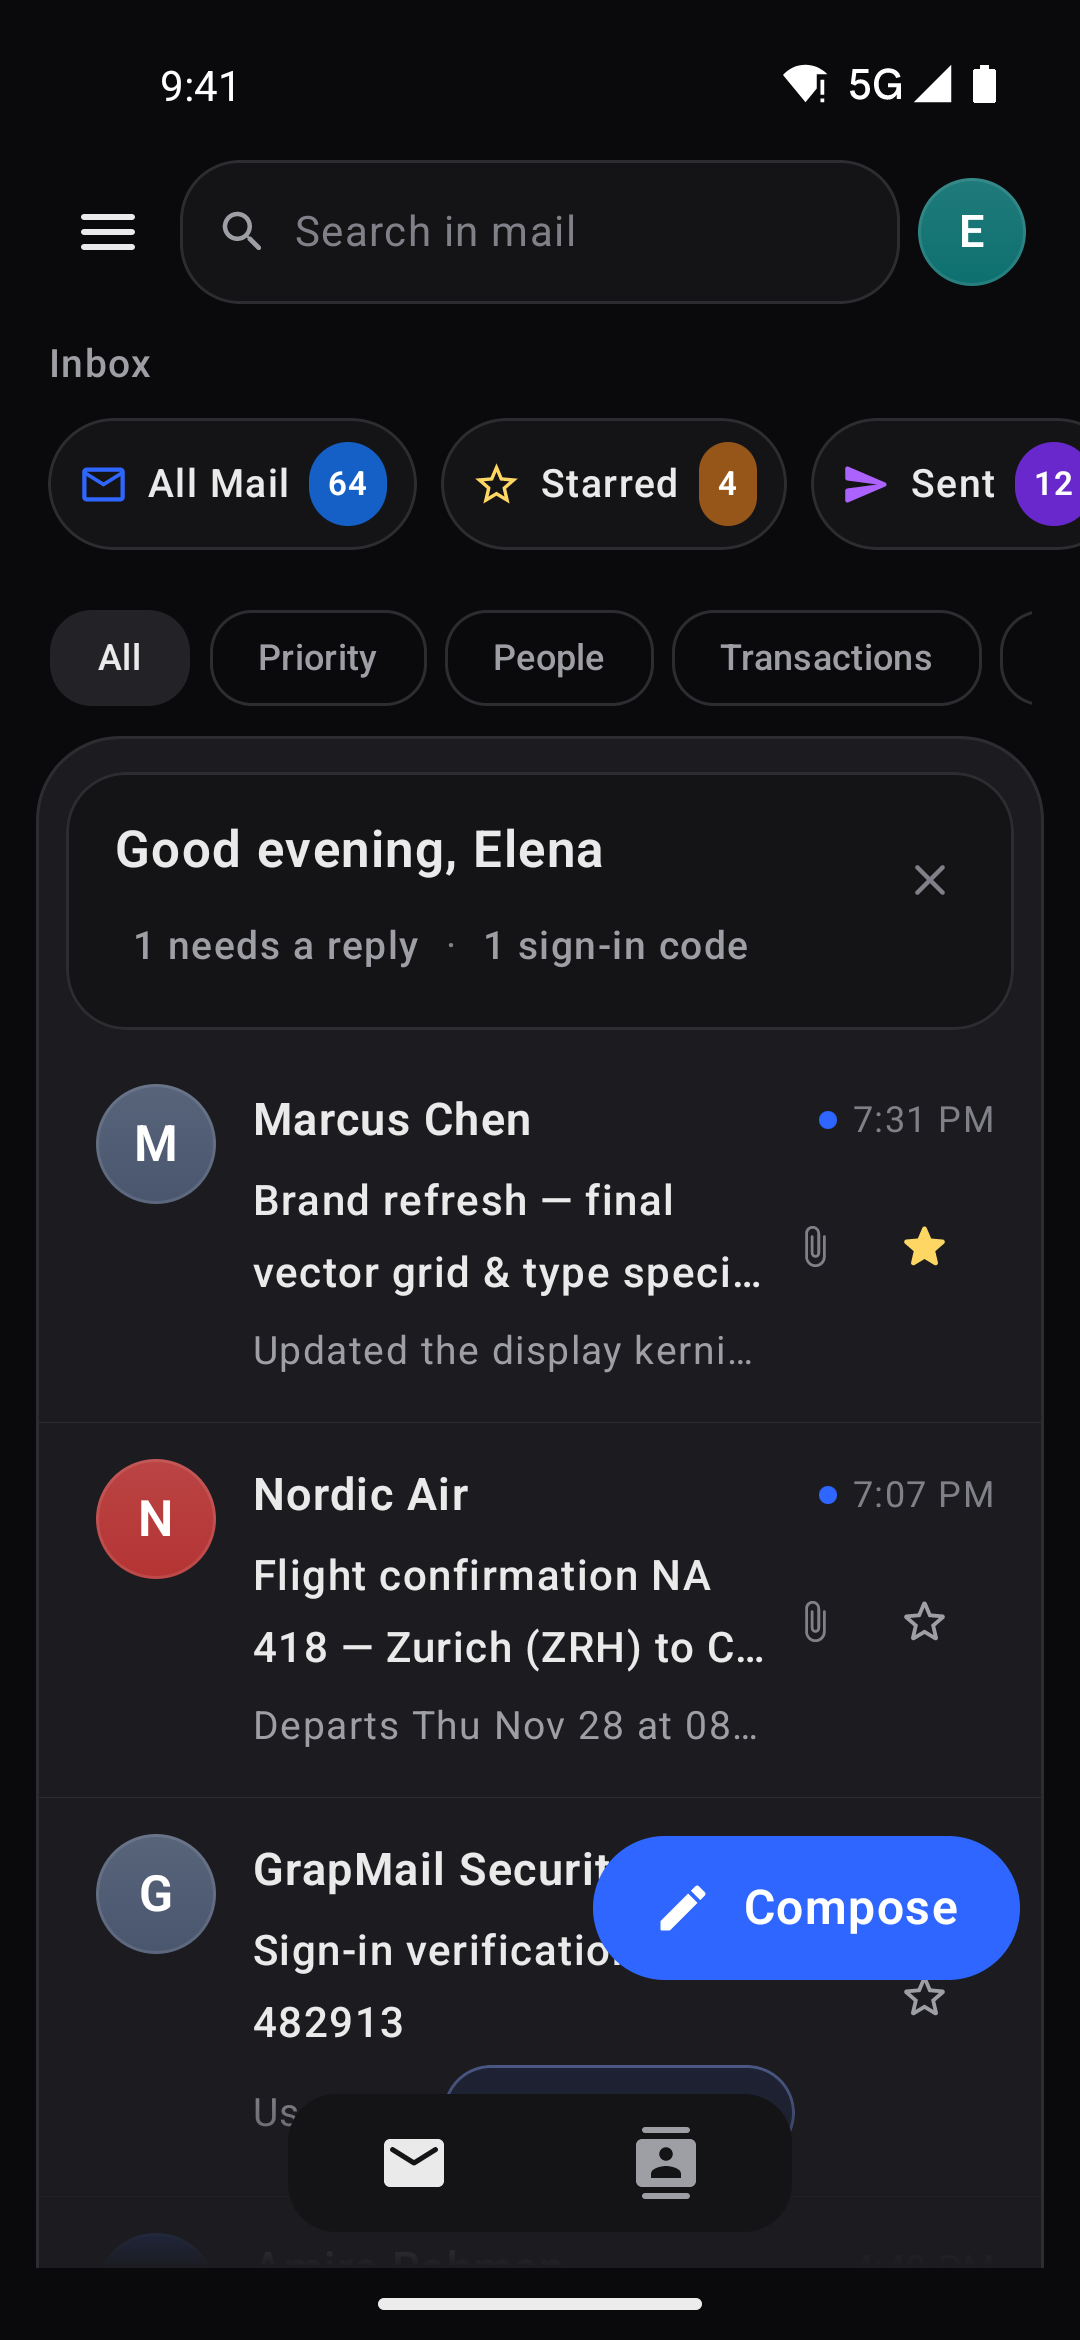 9:41
5G
Search in mail
E
Inbox
All Mail 64
Starred 4
Sent 12
All
Priority
People
Transactions
Good evening, Elena
1 needs a reply · 1 sign-in code
M
Marcus Chen
7:31 PM
Brand refresh — final
vector grid & type speci…
Updated the display kerni…
N
Nordic Air
7:07 PM
Flight confirmation NA
418 — Zurich (ZRH) to C…
Departs Thu Nov 28 at 08…
G
GrapMail Securit
Compose
Sign-in verificatio
482913
Us